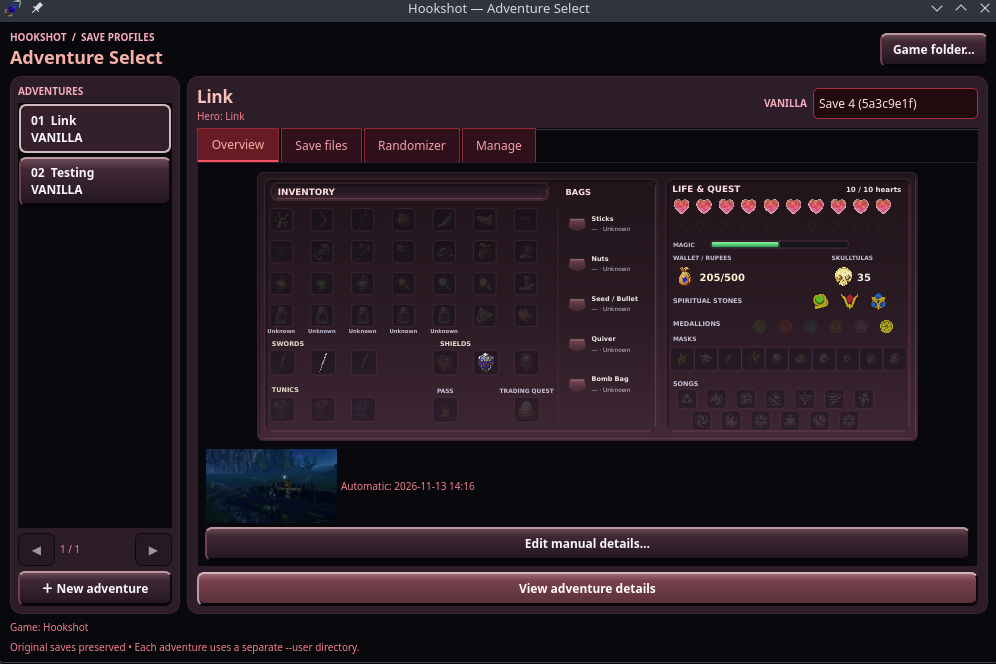 Hookshot — Adventure Select
HOOKSHOT / SAVE PROFILES
Adventure Select
Game folder...
ADVENTURES
01 Link
VANILLA
02 Testing
VANILLA
◀ 1 / 1 ▶
+ New adventure
Link
Hero: Link
VANILLA
Save 4 (5a3c9e1f)
Overview
Save files
Randomizer
Manage
INVENTORY
Unknown
Unknown
Unknown
Unknown
Unknown
SWORDS
SHIELDS
TUNICS
PASS
TRADING QUEST
BAGS
Sticks
— · Unknown
Nuts
— · Unknown
Seed / Bullet
— · Unknown
Quiver
— · Unknown
Bomb Bag
— · Unknown
LIFE & QUEST
10 / 10 hearts
MAGIC
WALLET / RUPEES
SKULLTULAS
205/500
35
SPIRITUAL STONES
MEDALLIONS
MASKS
SONGS
Automatic: 2026-11-13 14:16
Edit manual details...
View adventure details
Game: Hookshot
Original saves preserved • Each adventure uses a separate --user directory.